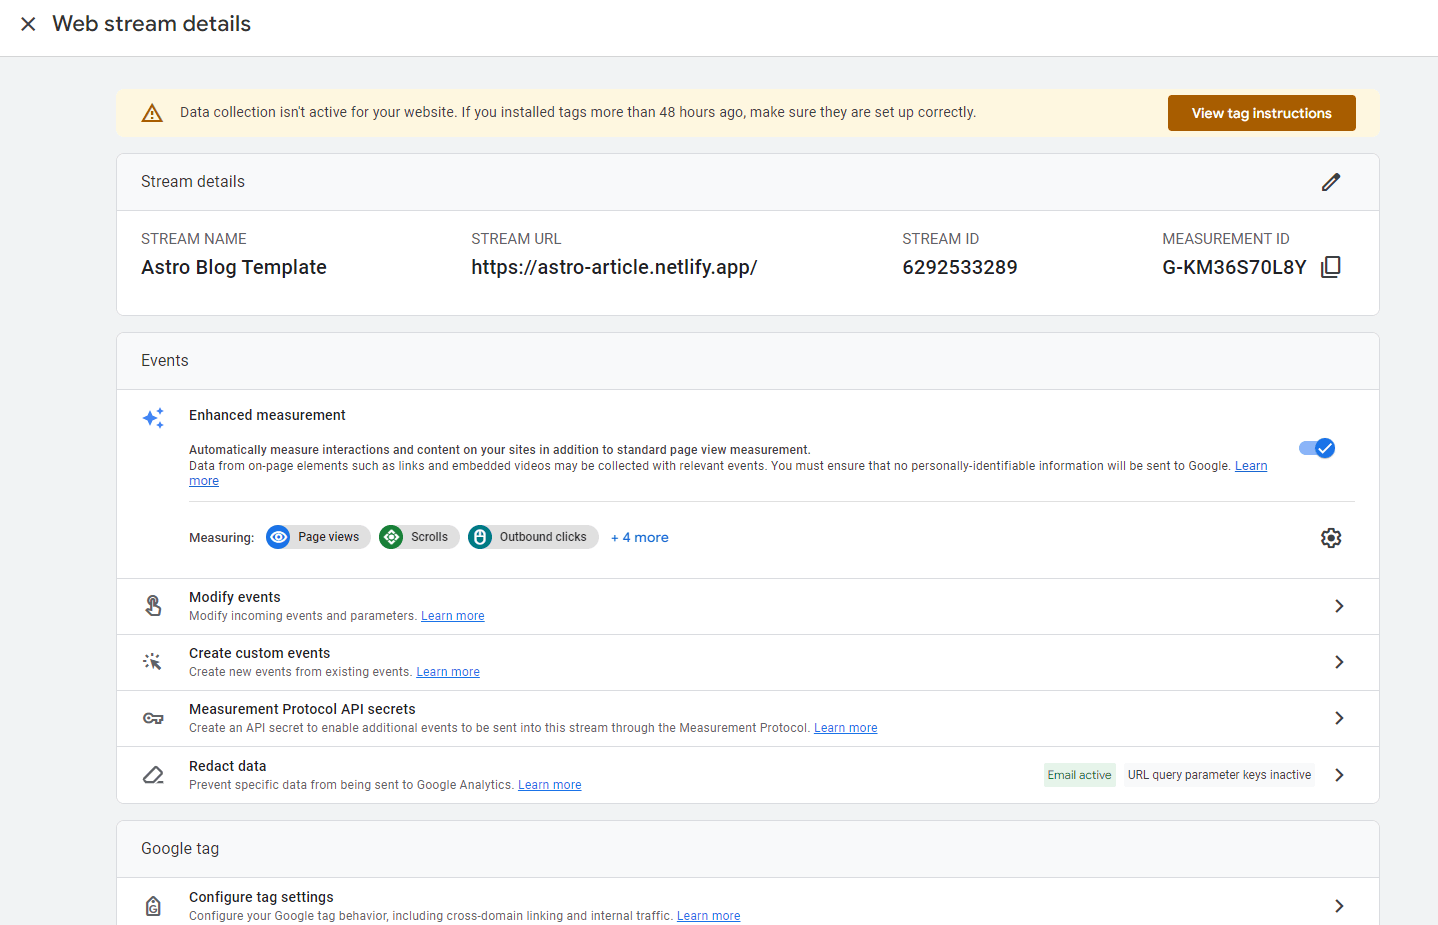 Web stream details
Data collection isn't active for your website. If you installed tags more than 48 hours ago, make sure they are set up correctly.
View tag instructions
Stream details
STREAM NAME
Astro Blog Template
STREAM URL
https://astro-article.netlify.app/
STREAM ID
6292533289
MEASUREMENT ID
G-KM36S70L8Y
Events
Enhanced measurement
Automatically measure interactions and content on your sites in addition to standard page view measurement.
Data from on-page elements such as links and embedded videos may be collected with relevant events. You must ensure that no personally-identifiable information will be sent to Google. Learn
more
Measuring: Page views Scrolls Outbound clicks + 4 more
Modify events
Modify incoming events and parameters. Learn more
Create custom events
Create new events from existing events. Learn more
Measurement Protocol API secrets
Create an API secret to enable additional events to be sent into this stream through the Measurement Protocol. Learn more
Redact data
Prevent specific data from being sent to Google Analytics. Learn more
Email active URL query parameter keys inactive
Google tag
G
Configure tag settings
Configure your Google tag behavior, including cross-domain linking and internal traffic. Learn more